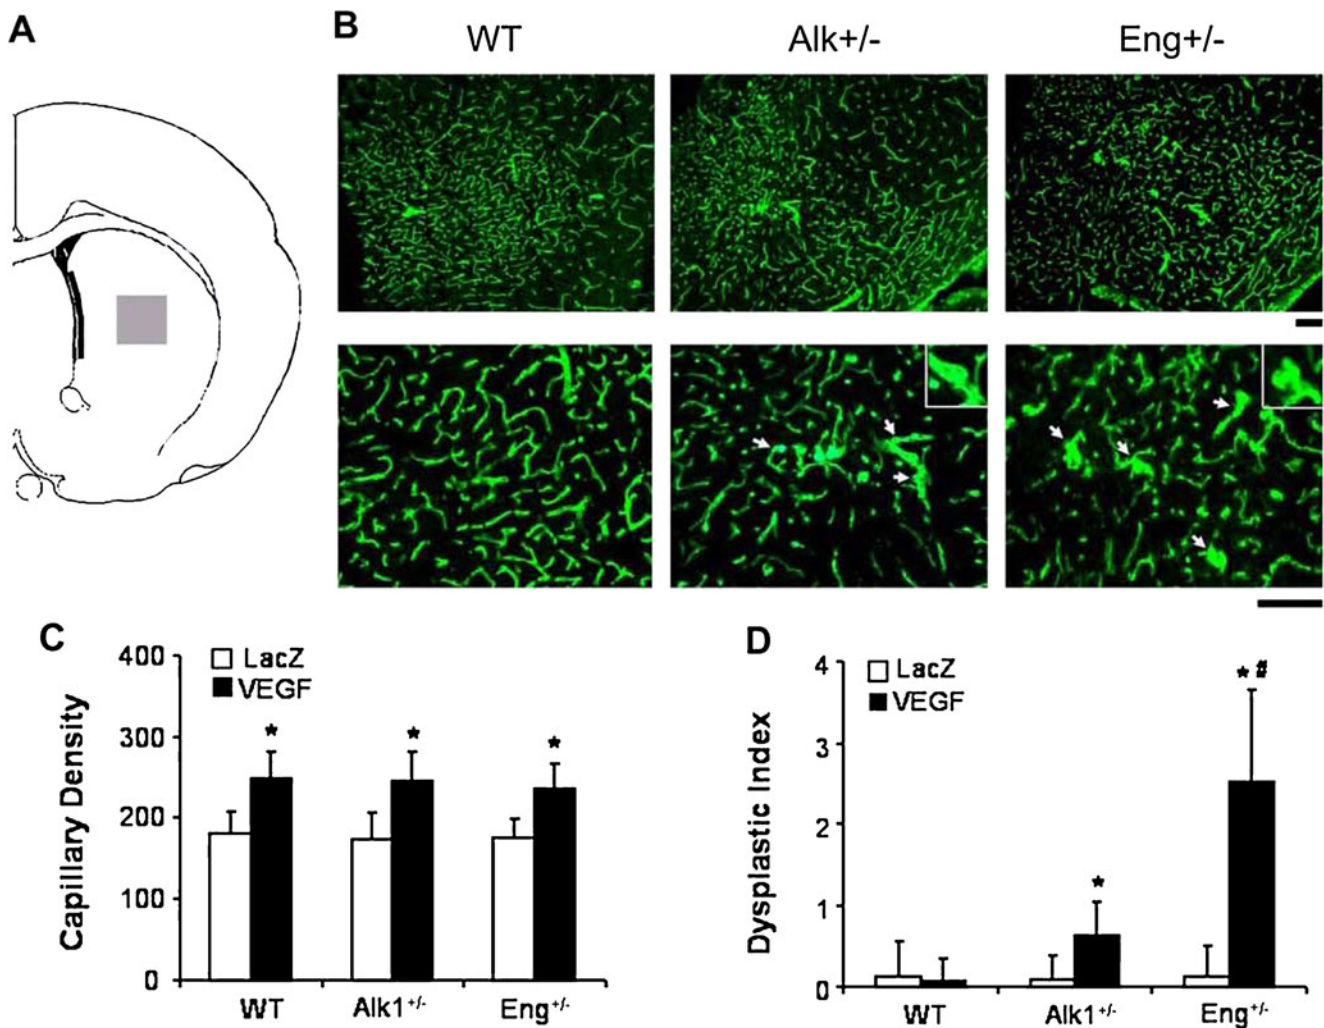 A
B
WT
Alk+/-
Eng+/-
C
Capillary Density
400
300
200
100
0
LacZ
VEGF
*
*
*
WT
Alk1+/-
Eng+/-
D
Dysplastic Index
4
3
2
1
0
LacZ
VEGF
*
* #
WT
Alk1+/-
Eng+/-